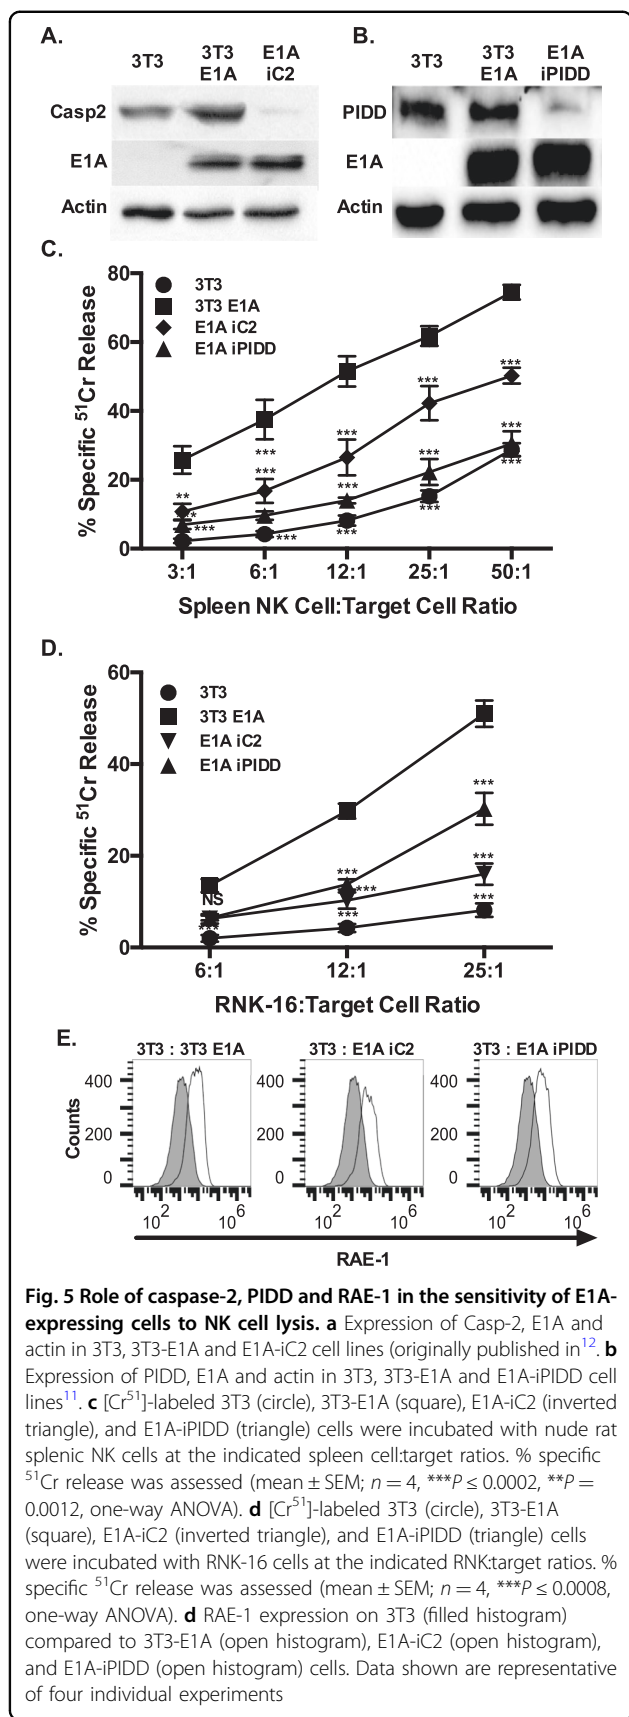 A.
3T3
3T3
E1A
E1A
iC2
Casp2
E1A
Actin
B.
3T3
3T3
E1A
E1A
iPIDD
PIDD
E1A
Actin
C.
80
60
40
20
0
% Specific ⁵¹Cr Release
3T3
3T3 E1A
E1A iC2
E1A iPIDD
**
***
***
***
***
***
***
***
***
***
***
***
***
***
3:1
6:1
12:1
25:1
50:1
Spleen NK Cell:Target Cell Ratio
D.
60
40
20
0
% Specific ⁵¹Cr Release
3T3
3T3 E1A
E1A iC2
E1A iPIDD
NS
***
***
***
***
***
***
***
6:1
12:1
25:1
RNK-16:Target Cell Ratio
E.
3T3 : 3T3 E1A
3T3 : E1A iC2
3T3 : E1A iPIDD
Counts
400
200
0
400
200
0
400
200
0
10²
10⁶
10²
10⁶
10²
10⁶
RAE-1
Fig. 5 Role of caspase-2, PIDD and RAE-1 in the sensitivity of E1A-
expressing cells to NK cell lysis. a Expression of Casp-2, E1A and
actin in 3T3, 3T3-E1A and E1A-iC2 cell lines (originally published in¹². b
Expression of PIDD, E1A and actin in 3T3, 3T3-E1A and E1A-iPIDD cell
lines¹¹. c [Cr⁵¹]-labeled 3T3 (circle), 3T3-E1A (square), E1A-iC2 (inverted
triangle), and E1A-iPIDD (triangle) cells were incubated with nude rat
splenic NK cells at the indicated spleen cell:target ratios. % specific
⁵¹Cr release was assessed (mean ± SEM; n = 4, ***P ≤ 0.0002, **P =
0.0012, one-way ANOVA). d [Cr⁵¹]-labeled 3T3 (circle), 3T3-E1A
(square), E1A-iC2 (inverted triangle), and E1A-iPIDD (triangle) cells
were incubated with RNK-16 cells at the indicated RNK:target ratios. %
specific ⁵¹Cr release was assessed (mean ± SEM; n = 4, ***P ≤ 0.0008,
one-way ANOVA). d RAE-1 expression on 3T3 (filled histogram)
compared to 3T3-E1A (open histogram), E1A-iC2 (open histogram),
and E1A-iPIDD (open histogram) cells. Data shown are representative
of four individual experiments